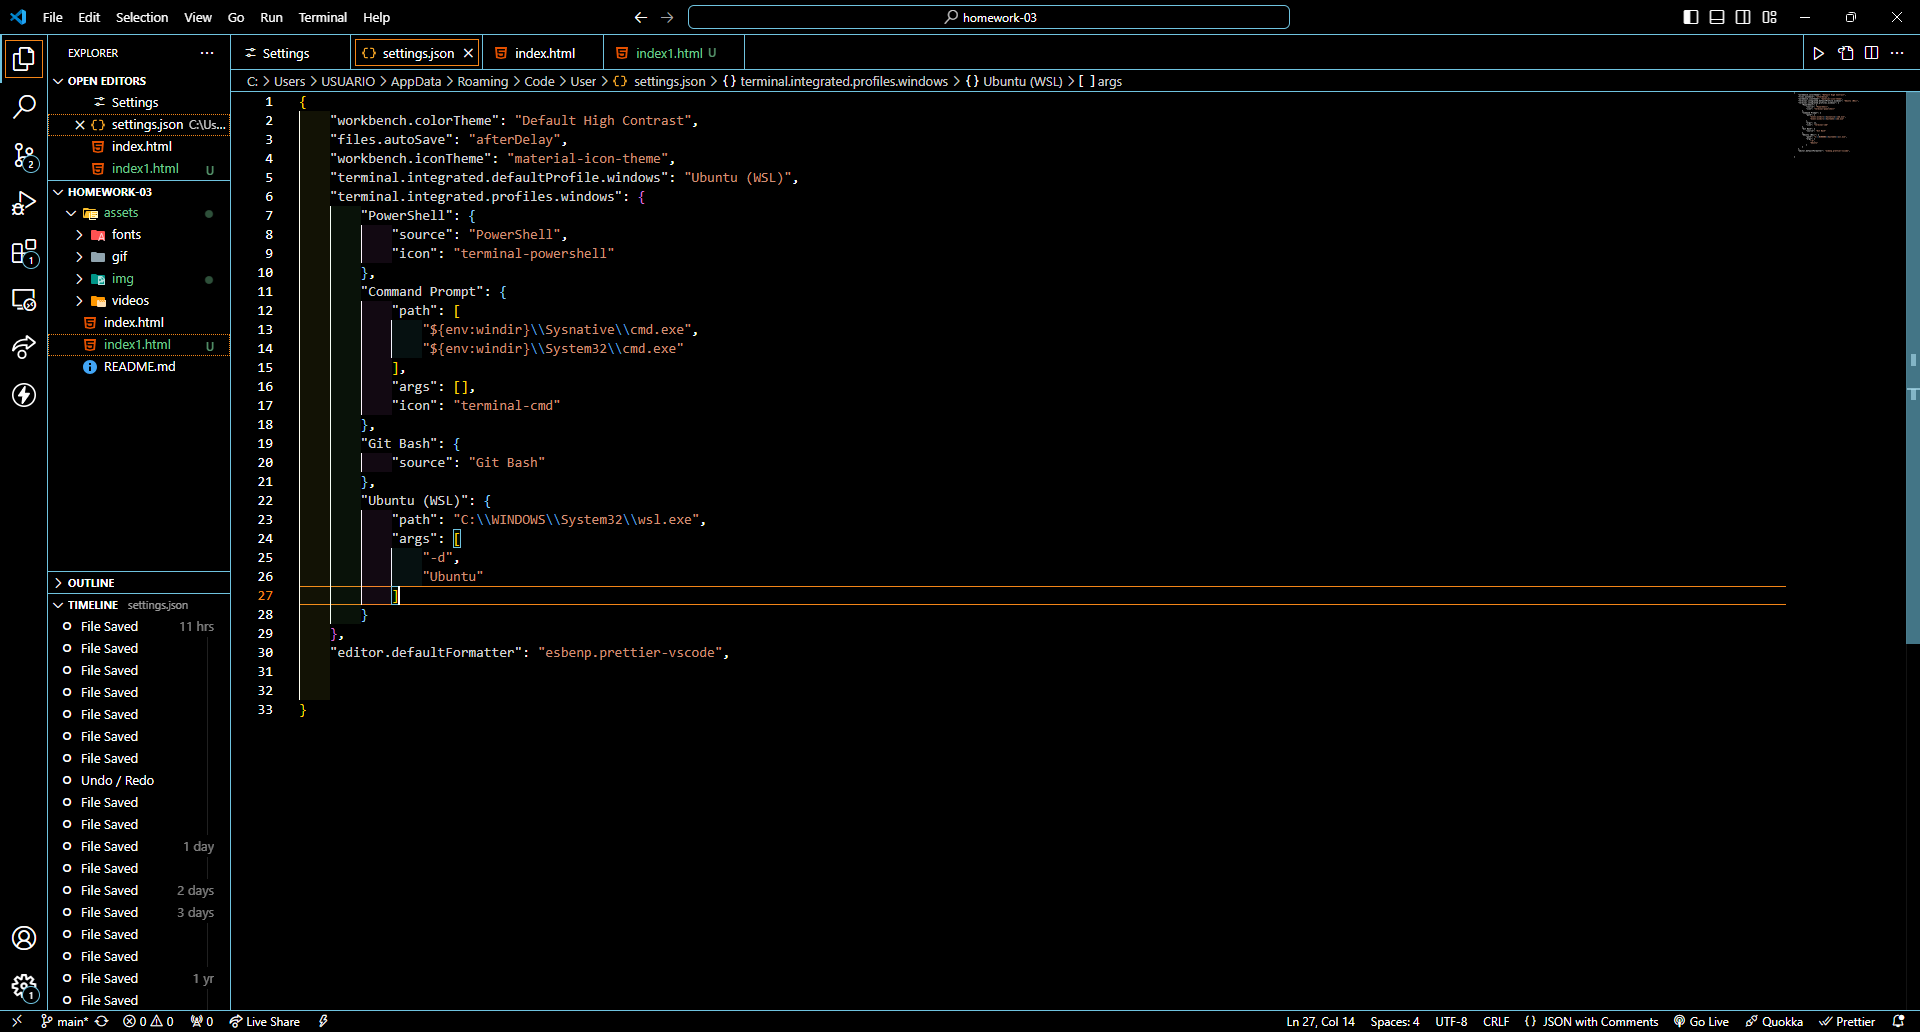 File Edit Selection View Go Run Terminal Help
homework-03
EXPLORER
Settings
settings.json
index.html
index1.html U
C: > Users > USUARIO > AppData > Roaming > Code > User > {} settings.json > {} terminal.integrated.profiles.windows > {} Ubuntu (WSL) > [ ] args
OPEN EDITORS
Settings
settings.json C:\Us...
index.html
index1.html U
HOMEWORK-03
assets
fonts
gif
img
videos
index.html
index1.html U
README.md
OUTLINE
TIMELINE settings.json
File Saved 11 hrs
File Saved
File Saved
File Saved
File Saved
File Saved
File Saved
Undo / Redo
File Saved
File Saved
File Saved 1 day
File Saved
File Saved 2 days
File Saved 3 days
File Saved
File Saved
File Saved 1 yr
File Saved
2
1
1
1 {
2 "workbench.colorTheme": "Default High Contrast",
3 "files.autoSave": "afterDelay",
4 "workbench.iconTheme": "material-icon-theme",
5 "terminal.integrated.defaultProfile.windows": "Ubuntu (WSL)",
6 "terminal.integrated.profiles.windows": {
7 "PowerShell": {
8 "source": "PowerShell",
9 "icon": "terminal-powershell"
10 },
11 "Command Prompt": {
12 "path": [
13 "${env:windir}\\Sysnative\\cmd.exe",
14 "${env:windir}\\System32\\cmd.exe"
15 ],
16 "args": [],
17 "icon": "terminal-cmd"
18 },
19 "Git Bash": {
20 "source": "Git Bash"
21 },
22 "Ubuntu (WSL)": {
23 "path": "C:\\WINDOWS\\System32\\wsl.exe",
24 "args": [
25 "-d",
26 "Ubuntu"
27 ]
28 }
29 },
30 "editor.defaultFormatter": "esbenp.prettier-vscode",
31
32
33 }
main* 0 0 0 Live Share
Ln 27, Col 14 Spaces: 4 UTF-8 CRLF {} JSON with Comments Go Live Quokka Prettier